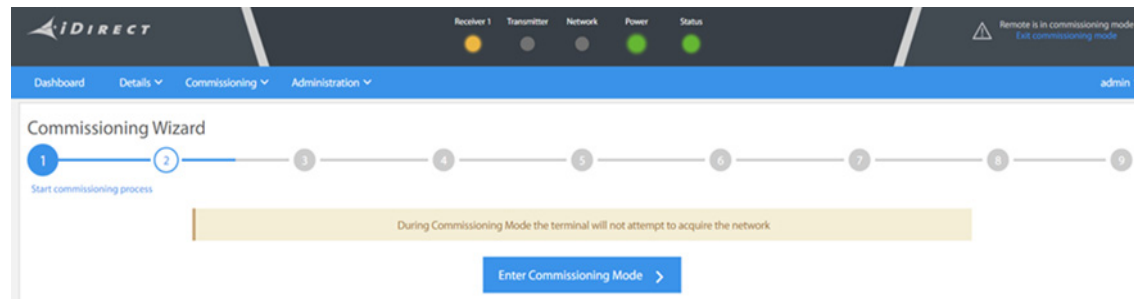 iDIRECT
Receiver 1 Transmitter Network Power Status
Remote is in commissioning mode
Exit commissioning mode
Dashboard Details Commissioning Administration admin
Commissioning Wizard
1 2 3 4 5 6 7 8 9
Start commissioning process
During Commissioning Mode the terminal will not attempt to acquire the network
Enter Commissioning Mode